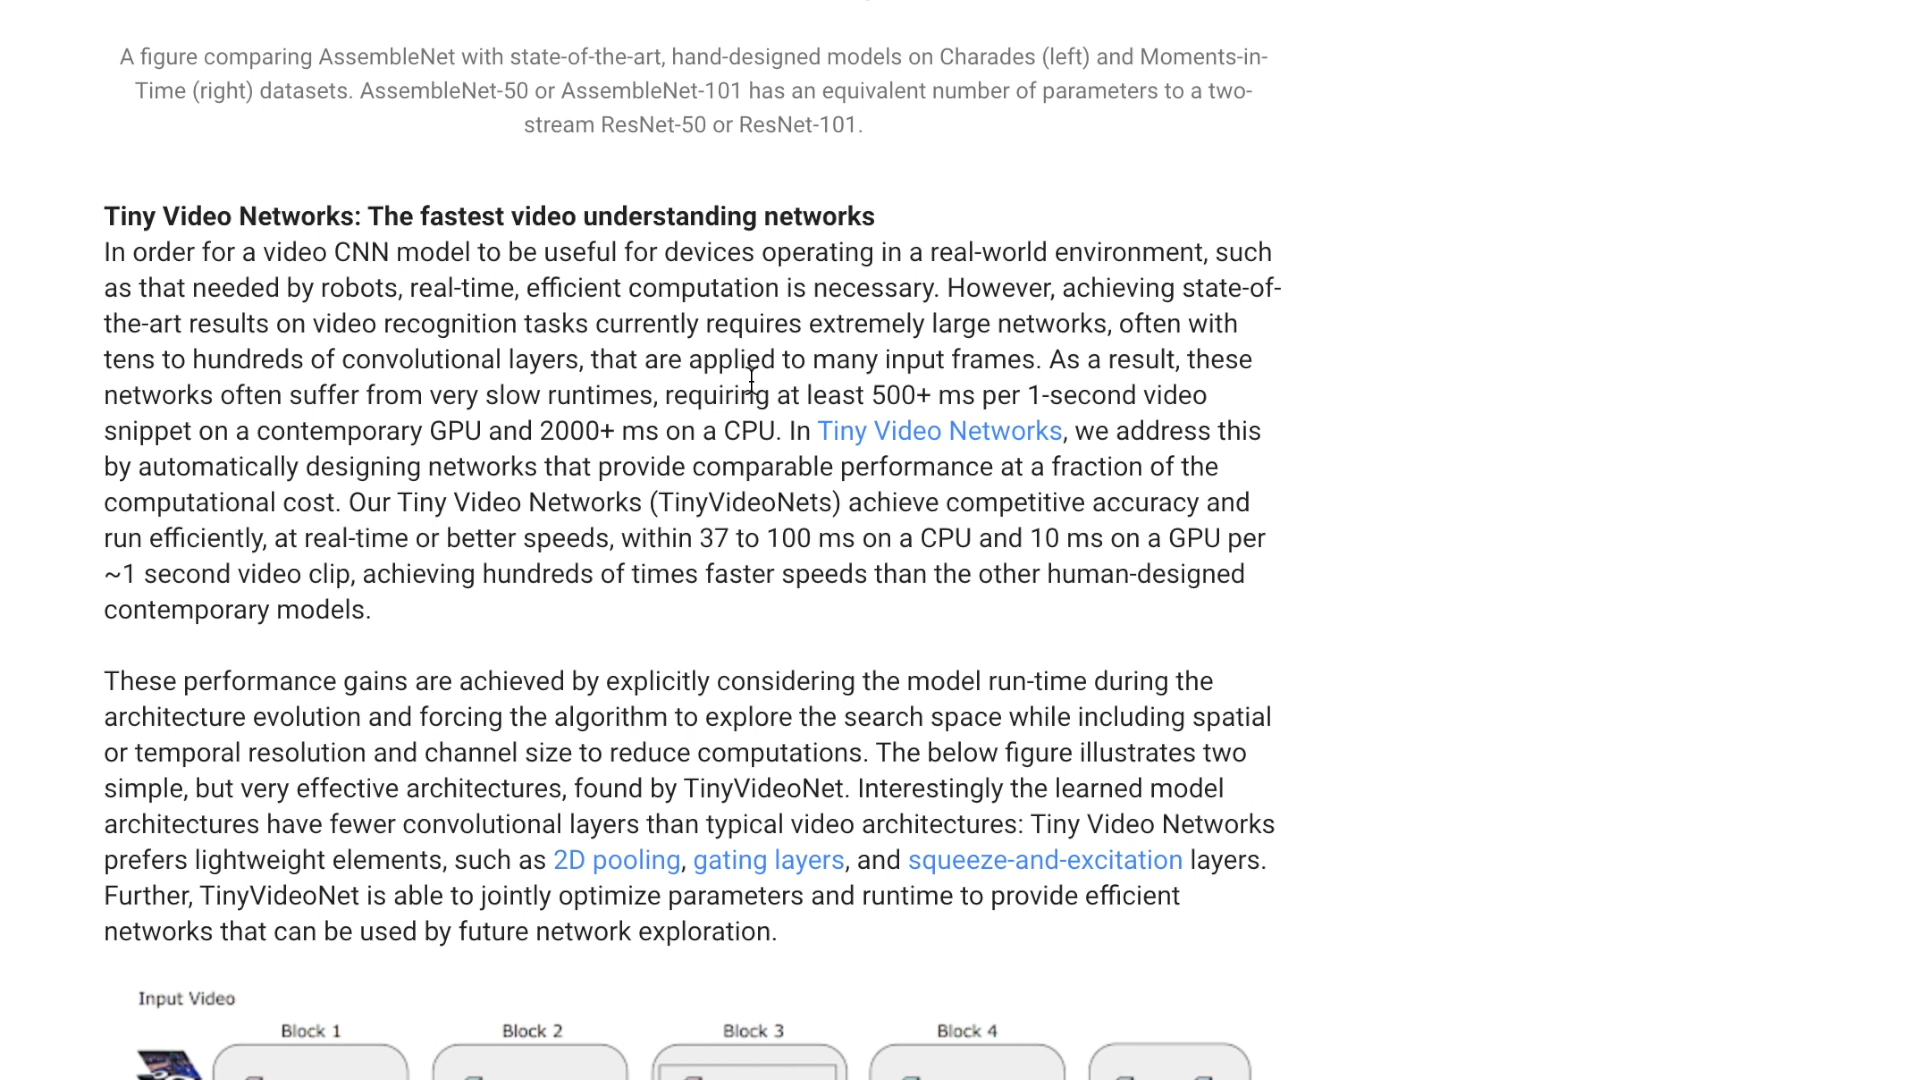 A figure comparing AssembleNet with state-of-the-art, hand-designed models on Charades (left) and Moments-in-
Time (right) datasets. AssembleNet-50 or AssembleNet-101 has an equivalent number of parameters to a two-
stream ResNet-50 or ResNet-101.
Tiny Video Networks: The fastest video understanding networks
In order for a video CNN model to be useful for devices operating in a real-world environment, such
as that needed by robots, real-time, efficient computation is necessary. However, achieving state-of-
the-art results on video recognition tasks currently requires extremely large networks, often with
tens to hundreds of convolutional layers, that are applied to many input frames. As a result, these
networks often suffer from very slow runtimes, requiring at least 500+ ms per 1-second video
snippet on a contemporary GPU and 2000+ ms on a CPU. In Tiny Video Networks, we address this
by automatically designing networks that provide comparable performance at a fraction of the
computational cost. Our Tiny Video Networks (TinyVideoNets) achieve competitive accuracy and
run efficiently, at real-time or better speeds, within 37 to 100 ms on a CPU and 10 ms on a GPU per
~1 second video clip, achieving hundreds of times faster speeds than the other human-designed
contemporary models.
These performance gains are achieved by explicitly considering the model run-time during the
architecture evolution and forcing the algorithm to explore the search space while including spatial
or temporal resolution and channel size to reduce computations. The below figure illustrates two
simple, but very effective architectures, found by TinyVideoNet. Interestingly the learned model
architectures have fewer convolutional layers than typical video architectures: Tiny Video Networks
prefers lightweight elements, such as 2D pooling, gating layers, and squeeze-and-excitation layers.
Further, TinyVideoNet is able to jointly optimize parameters and runtime to provide efficient
networks that can be used by future network exploration.
Input Video
Block 1 Block 2 Block 3 Block 4